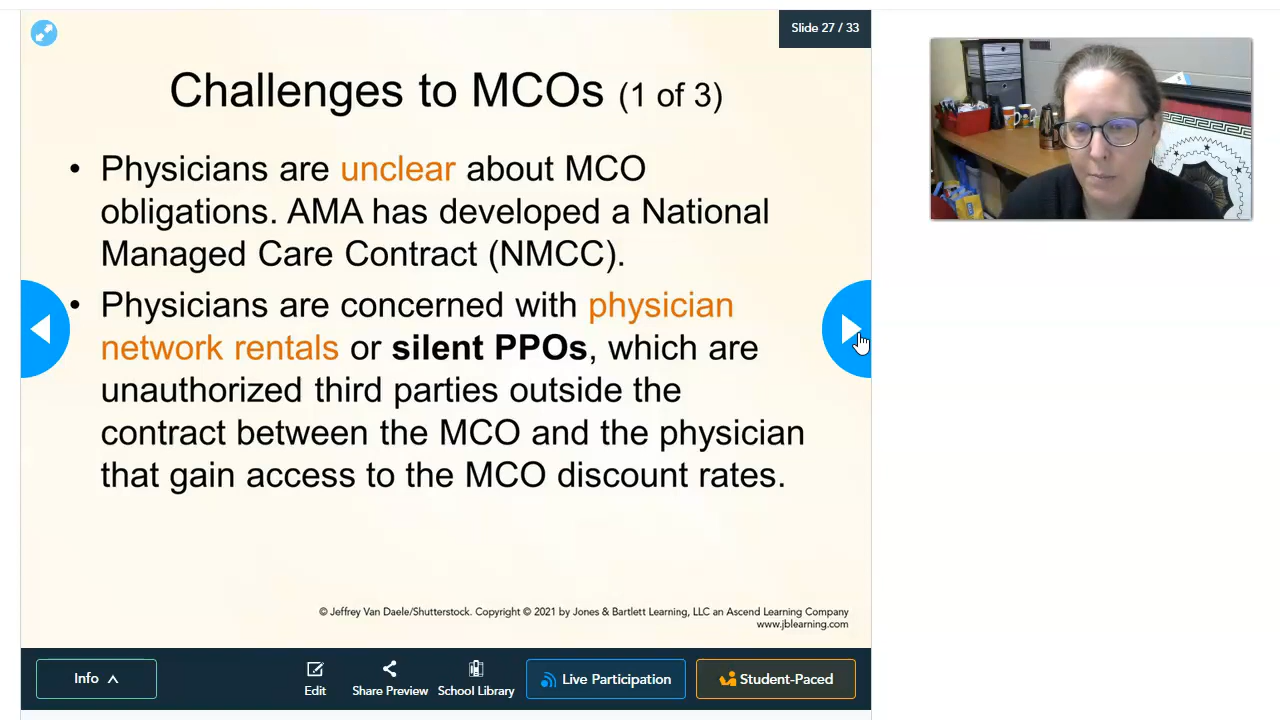 Slide 27 / 33
Challenges to MCOs (1 of 3)
• Physicians are unclear about MCO
obligations. AMA has developed a National
Managed Care Contract (NMCC).
• Physicians are concerned with physician
network rentals or silent PPOs, which are
unauthorized third parties outside the
contract between the MCO and the physician
that gain access to the MCO discount rates.
© Jeffrey Van Daele/Shutterstock. Copyright © 2021 by Jones & Bartlett Learning, LLC an Ascend Learning Company
www.jblearning.com
Info
Edit
Share Preview
School Library
Live Participation
Student-Paced